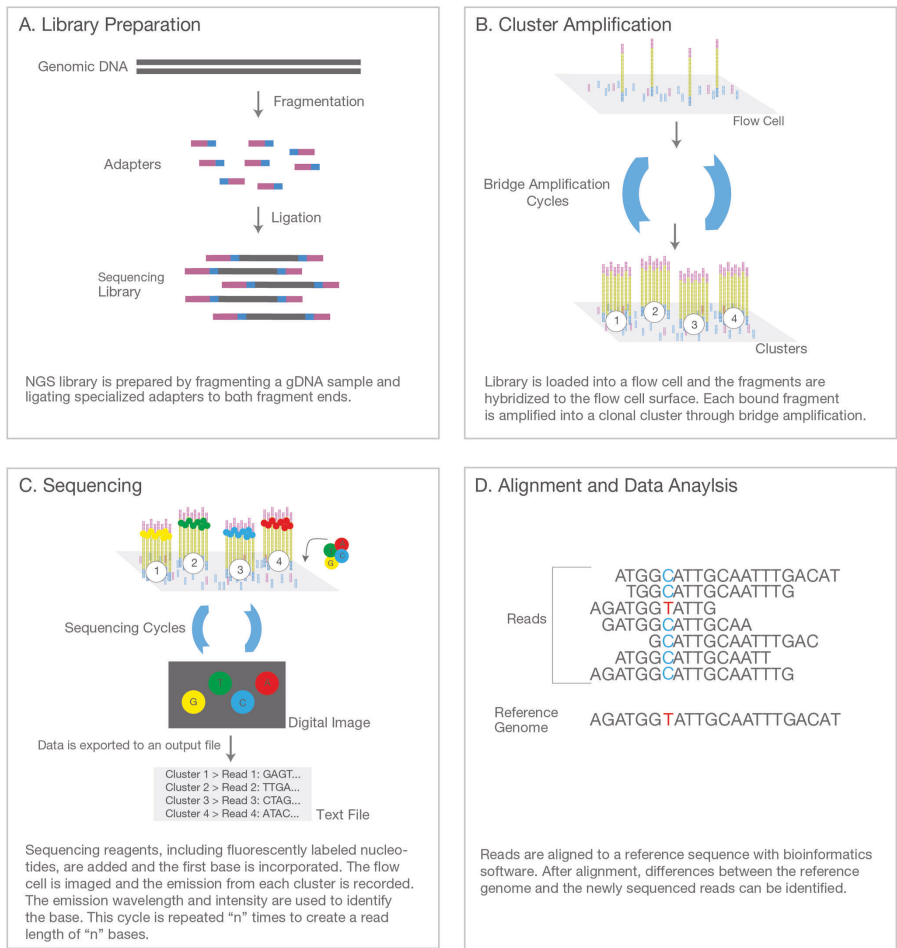 A. Library Preparation
Genomic DNA
Fragmentation
Adapters
Ligation
Sequencing
Library
NGS library is prepared by fragmenting a gDNA sample and
ligating specialized adapters to both fragment ends.
B. Cluster Amplification
Flow Cell
Bridge Amplification
Cycles
1
2
3
4
Clusters
Library is loaded into a flow cell and the fragments are
hybridized to the flow cell surface. Each bound fragment
is amplified into a clonal cluster through bridge amplification.
C. Sequencing
1
2
3
4
G
C
Sequencing Cycles
T
G
C
Digital Image
Data is exported to an output file
Cluster 1 > Read 1: GAGT...
Cluster 2 > Read 2: TTGA...
Cluster 3 > Read 3: CTAG...
Cluster 4 > Read 4: ATAC...
Text File
Sequencing reagents, including fluorescently labeled nucleo-
tides, are added and the first base is incorporated. The flow
cell is imaged and the emission from each cluster is recorded.
The emission wavelength and intensity are used to identify
the base. This cycle is repeated “n” times to create a read
length of “n” bases.
D. Alignment and Data Anaylsis
Reads
ATGGCATTGCAATTTGACAT
TGGCATTGCAATTTG
AGATGGTATTG
GATGGCATTGCAA
GCATTGCAATTTGAC
ATGGCATTGCAATT
AGATGGCATTGCAATTTG
Reference
Genome
AGATGGTATTGCAATTTGACAT
Reads are aligned to a reference sequence with bioinformatics
software. After alignment, differences between the reference
genome and the newly sequenced reads can be identified.